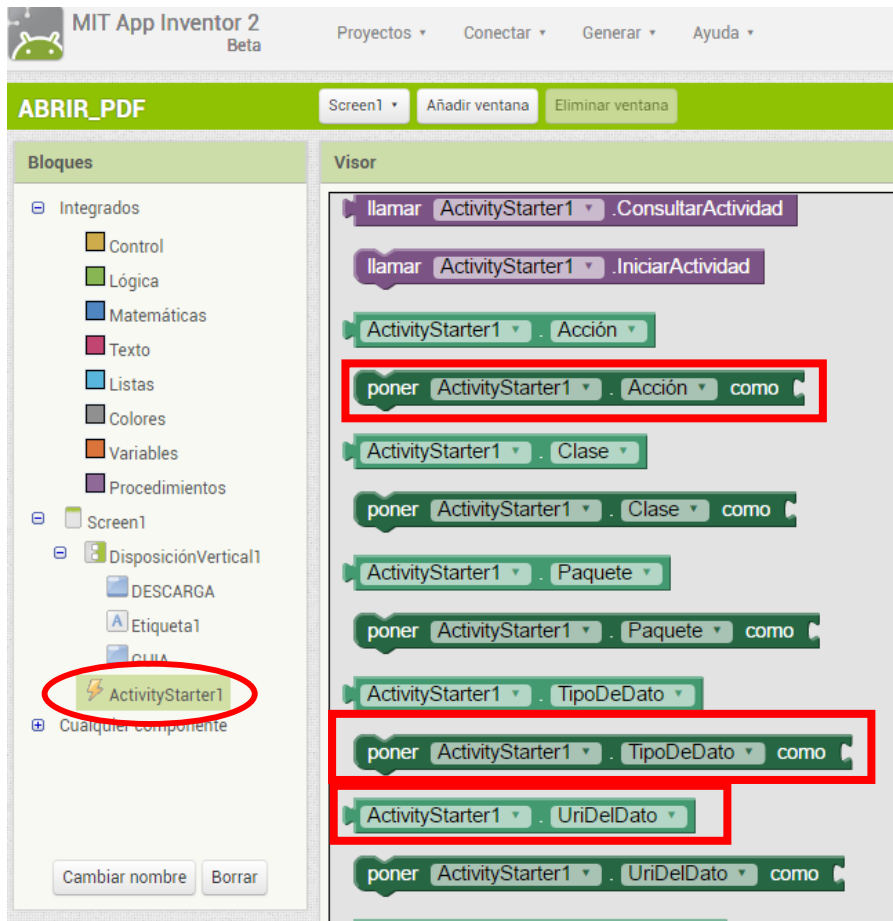 MIT App Inventor 2
Beta
Proyectos Conectar Generar Ayuda
ABRIR_PDF
Screen1 Añadir ventana Eliminar ventana
Bloques
Integrados
Control
Lógica
Matemáticas
Texto
Listas
Colores
Variables
Procedimientos
Screen1
DisposiciónVertical1
DESCARGA
Etiqueta1
GUIA
ActivityStarter1
Cualquier componente
Cambiar nombre Borrar
Visor
llamar ActivityStarter1 .ConsultarActividad
llamar ActivityStarter1 .IniciarActividad
ActivityStarter1 . Acción
poner ActivityStarter1 . Acción como
ActivityStarter1 . Clase
poner ActivityStarter1 . Clase como
ActivityStarter1 . Paquete
poner ActivityStarter1 . Paquete como
ActivityStarter1 . TipoDeDato
poner ActivityStarter1 . TipoDeDato como
ActivityStarter1 . UriDelDato
poner ActivityStarter1 . UriDelDato como